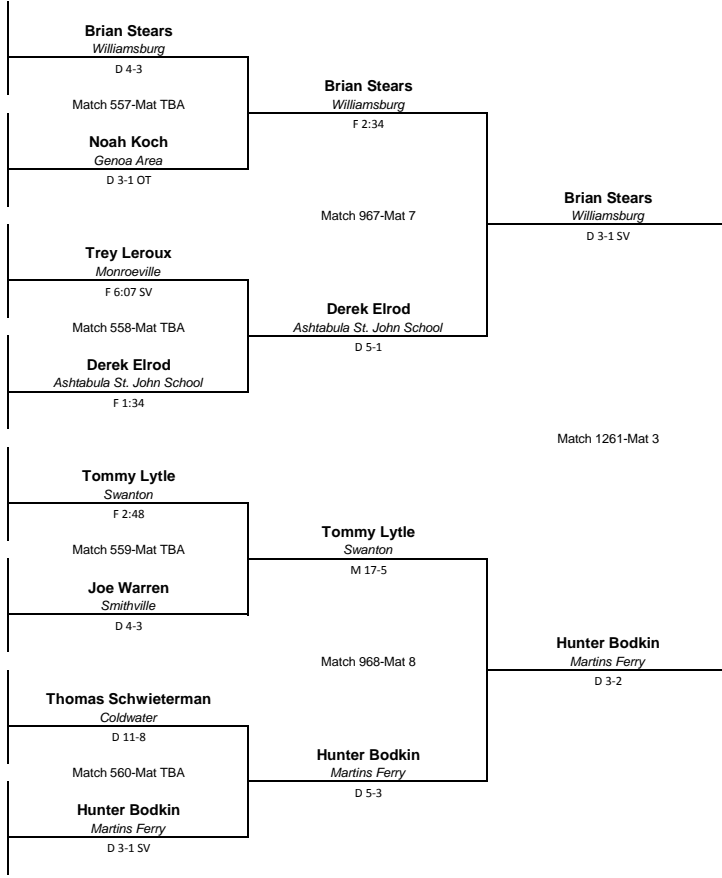 Brian Stears
Williamsburg
D 4-3
Match 557-Mat TBA
Noah Koch
Genoa Area
D 3-1 OT
Trey Leroux
Monroeville
F 6:07 SV
Match 558-Mat TBA
Derek Elrod
Ashtabula St. John School
F 1:34
Tommy Lytle
Swanton
F 2:48
Match 559-Mat TBA
Joe Warren
Smithville
D 4-3
Thomas Schwieterman
Coldwater
D 11-8
Match 560-Mat TBA
Hunter Bodkin
Martins Ferry
D 3-1 SV
Brian Stears
Williamsburg
F 2:34
Match 967-Mat 7
Derek Elrod
Ashtabula St. John School
D 5-1
Tommy Lytle
Swanton
M 17-5
Match 968-Mat 8
Hunter Bodkin
Martins Ferry
D 5-3
Brian Stears
Williamsburg
D 3-1 SV
Match 1261-Mat 3
Hunter Bodkin
Martins Ferry
D 3-2